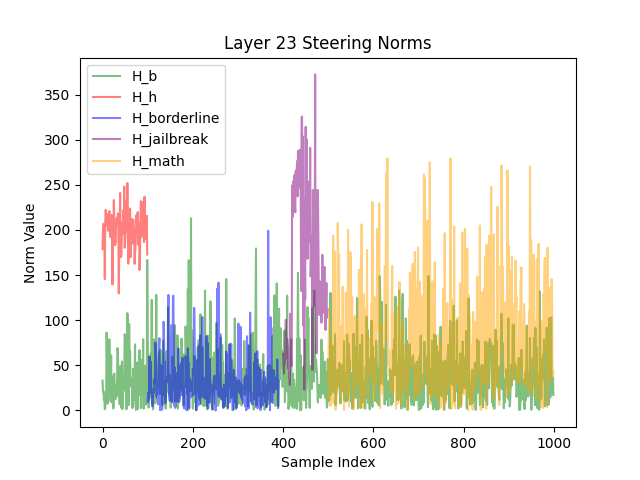 Layer 23 Steering Norms
H_b
H_h
H_borderline
H_jailbreak
H_math
Norm Value
350
300
250
200
150
100
50
0
0 200 400 600 800 1000
Sample Index